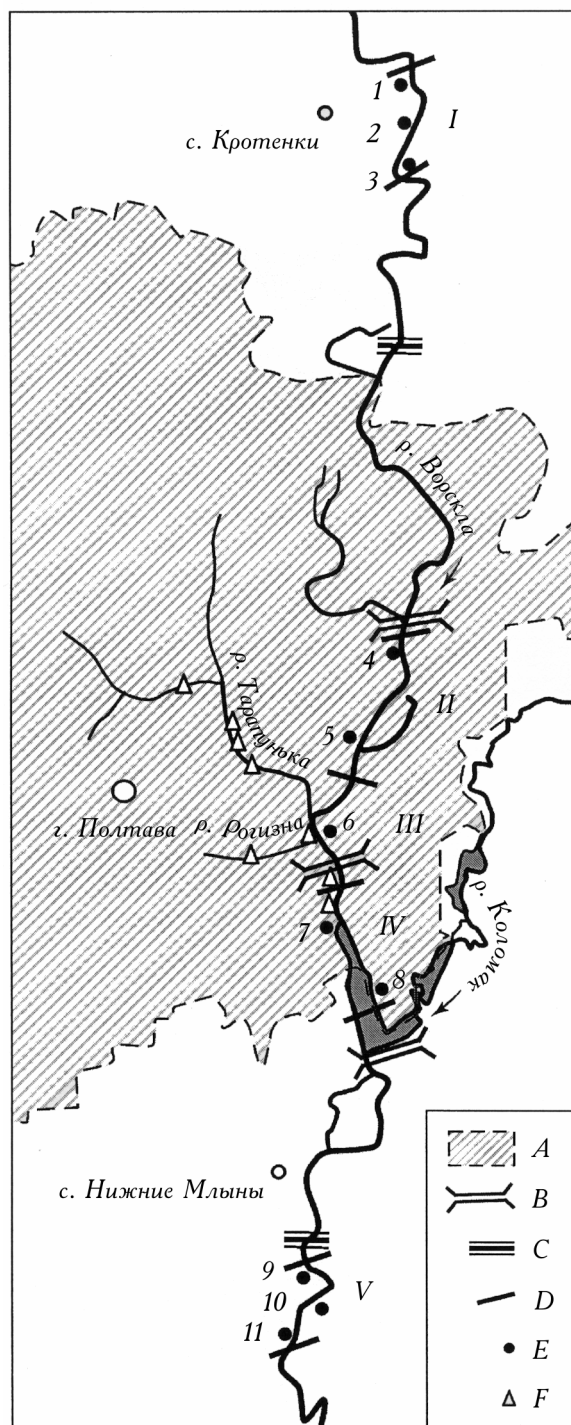 1
2
I
с. Кротенки
3
р. Ворскла
4
II
р. Тарапунька
5
г. Полтава
р. Рогизна
6
III
7
IV
р. Коломак
8
с. Нижние Млыны
9
10
V
11
A
B
C
D
E
F